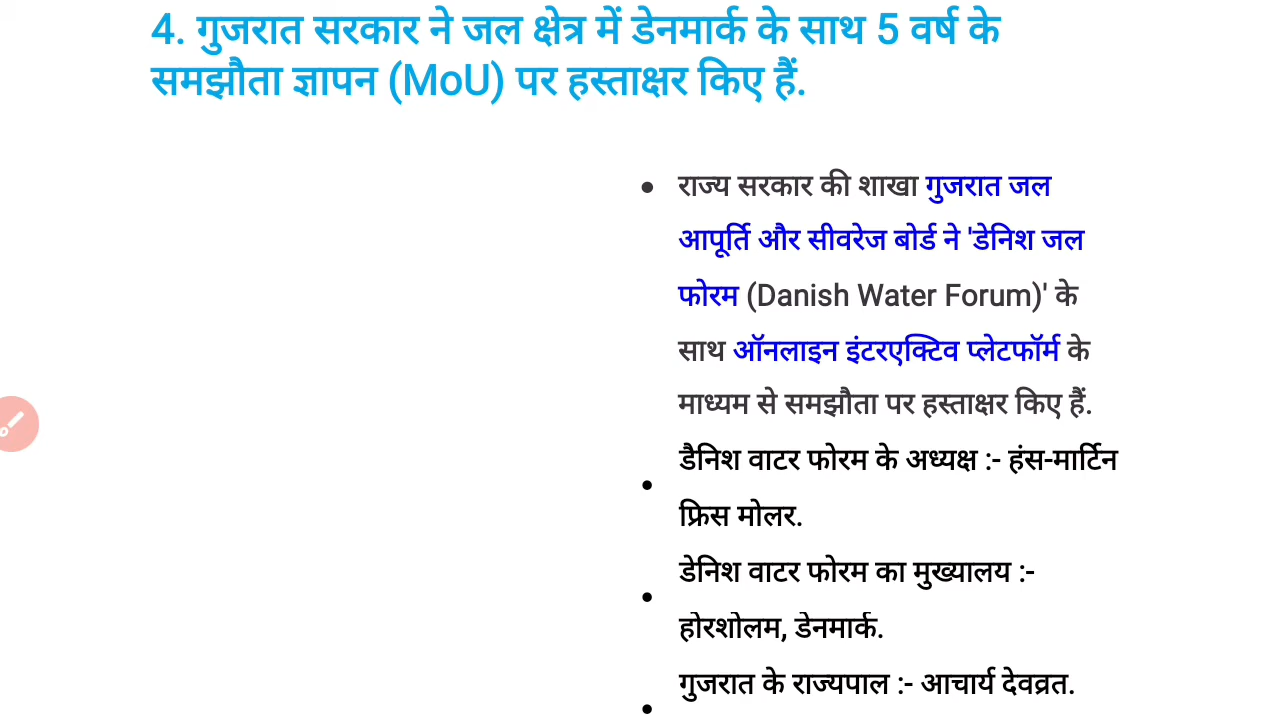 4. गुजरात सरकार ने जल क्षेत्र में डेनमार्क के साथ 5 वर्ष के
समझौता ज्ञापन (MoU) पर हस्ताक्षर किए हैं.
• राज्य सरकार की शाखा गुजरात जल
आपूर्ति और सीवरेज बोर्ड ने 'डेनिश जल
फोरम (Danish Water Forum)' के
साथ ऑनलाइन इंटरएक्टिव प्लेटफॉर्म के
माध्यम से समझौता पर हस्ताक्षर किए हैं.
• डैनिश वाटर फोरम के अध्यक्ष :- हंस-मार्टिन
फ्रिस मोलर.
• डेनिश वाटर फोरम का मुख्यालय :-
होरशोलम, डेनमार्क.
• गुजरात के राज्यपाल :- आचार्य देवव्रत.